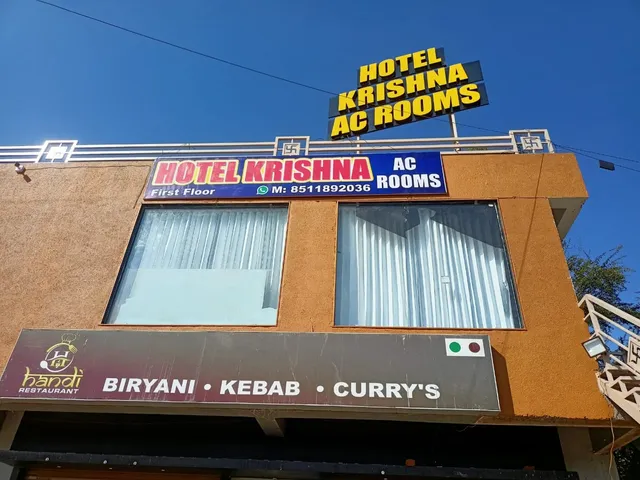 HOTEL
KRISHNA
AC ROOMS
HOTEL KRISHNA AC
ROOMS
First Floor M: 8511892036
handi
RESTAURANT
BIRYANI • KEBAB • CURRY'S